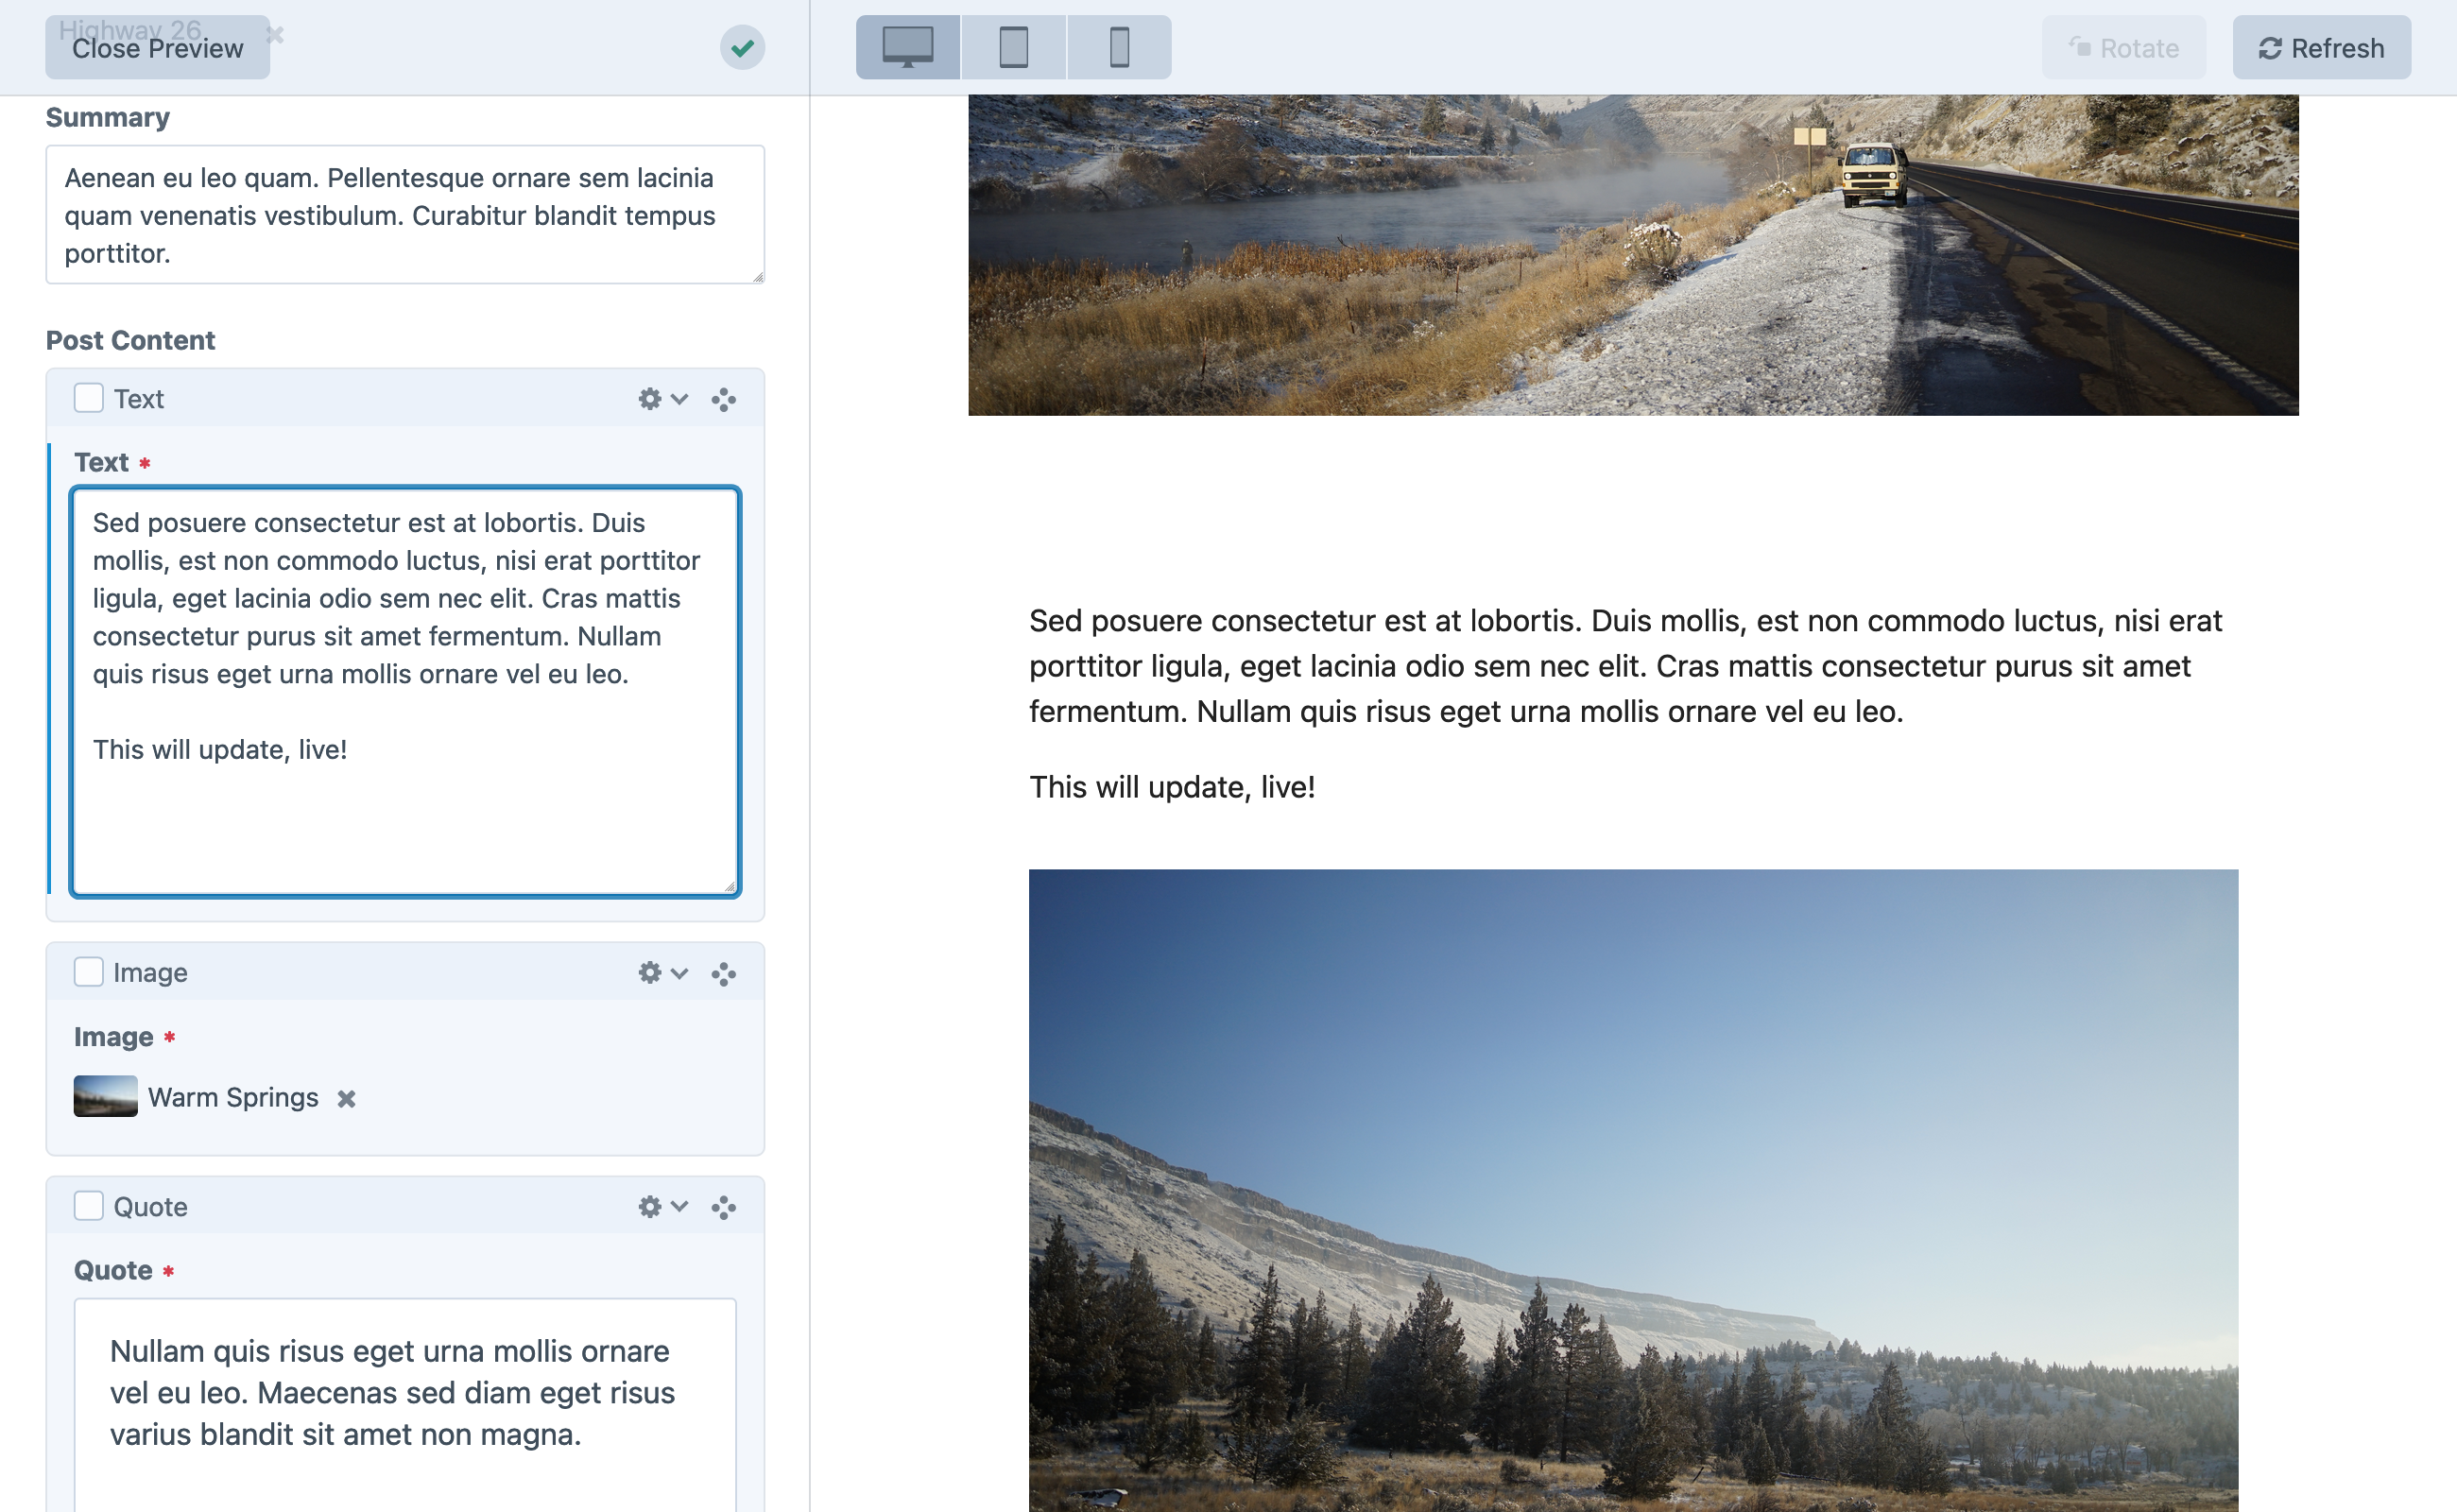 Highway 26
Close Preview
Rotate
Refresh
Summary
Aenean eu leo quam. Pellentesque ornare sem lacinia
quam venenatis vestibulum. Curabitur blandit tempus
porttitor.
Post Content
Text
Text *
Sed posuere consectetur est at lobortis. Duis
mollis, est non commodo luctus, nisi erat porttitor
ligula, eget lacinia odio sem nec elit. Cras mattis
consectetur purus sit amet fermentum. Nullam
quis risus eget urna mollis ornare vel eu leo.
This will update, live!
Image
Image *
Warm Springs
Quote
Quote *
Nullam quis risus eget urna mollis ornare
vel eu leo. Maecenas sed diam eget risus
varius blandit sit amet non magna.
Sed posuere consectetur est at lobortis. Duis mollis, est non commodo luctus, nisi erat
porttitor ligula, eget lacinia odio sem nec elit. Cras mattis consectetur purus sit amet
fermentum. Nullam quis risus eget urna mollis ornare vel eu leo.
This will update, live!